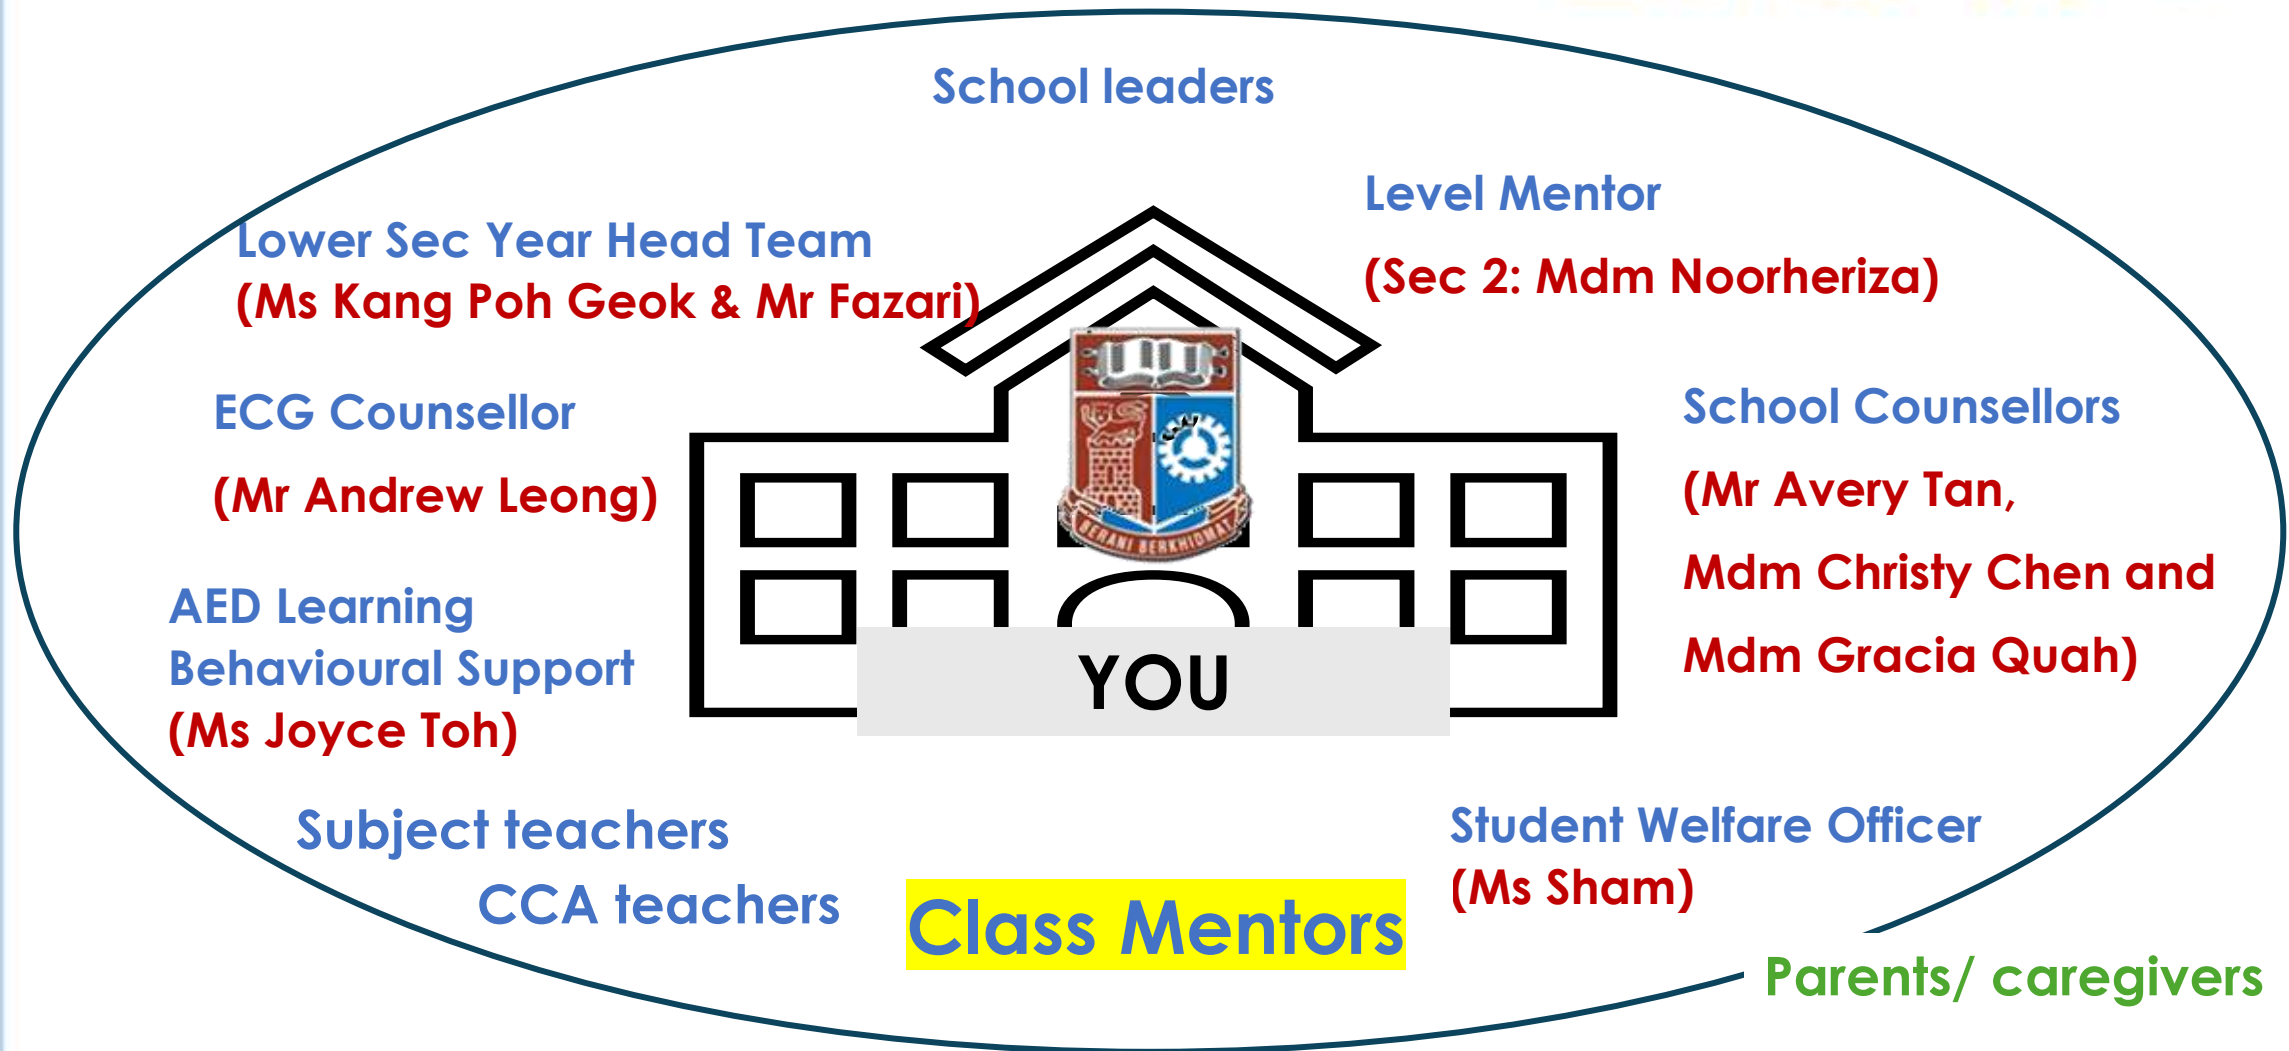 School leaders
Level Mentor
(Sec 2: Mdm Noorheriza)
Lower Sec Year Head Team
(Ms Kang Poh Geok & Mr Fazari)
ECG Counsellor
(Mr Andrew Leong)
School Counsellors
(Mr Avery Tan,
Mdm Christy Chen and
Mdm Gracia Quah)
BERANI BERKHIDMAT
AED Learning
Behavioural Support
(Ms Joyce Toh)
YOU
Subject teachers
CCA teachers
Class Mentors
Student Welfare Officer
(Ms Sham)
Parents/ caregivers